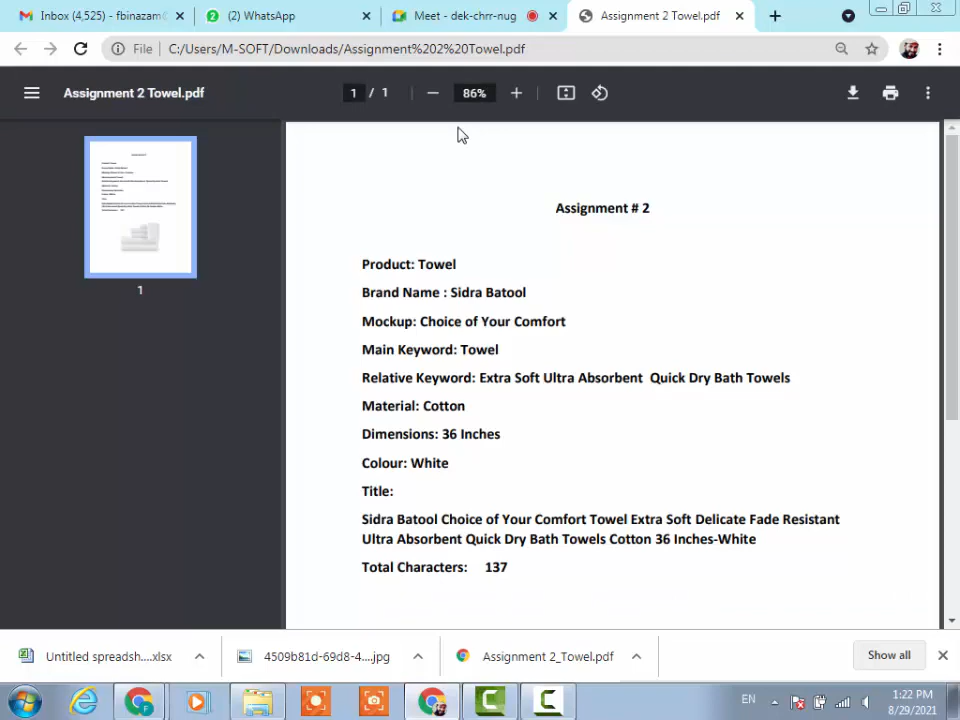 Inbox (4,525) - fbinazam@
(2) WhatsApp
Meet - dek-chrr-nug
Assignment 2 Towel.pdf
File
C:/Users/M-SOFT/Downloads/Assignment%202%20Towel.pdf
Assignment 2 Towel.pdf
1 / 1
86%
1
Assignment # 2
Product: Towel
Brand Name : Sidra Batool
Mockup: Choice of Your Comfort
Main Keyword: Towel
Relative Keyword: Extra Soft Ultra Absorbent Quick Dry Bath Towels
Material: Cotton
Dimensions: 36 Inches
Colour: White
Title:
Sidra Batool Choice of Your Comfort Towel Extra Soft Delicate Fade Resistant
Ultra Absorbent Quick Dry Bath Towels Cotton 36 Inches-White
Total Characters: 137
Untitled spreadsh....xlsx
4509b81d-69d8-4....jpg
Assignment 2_Towel.pdf
Show all
EN
1:22 PM
8/29/2021